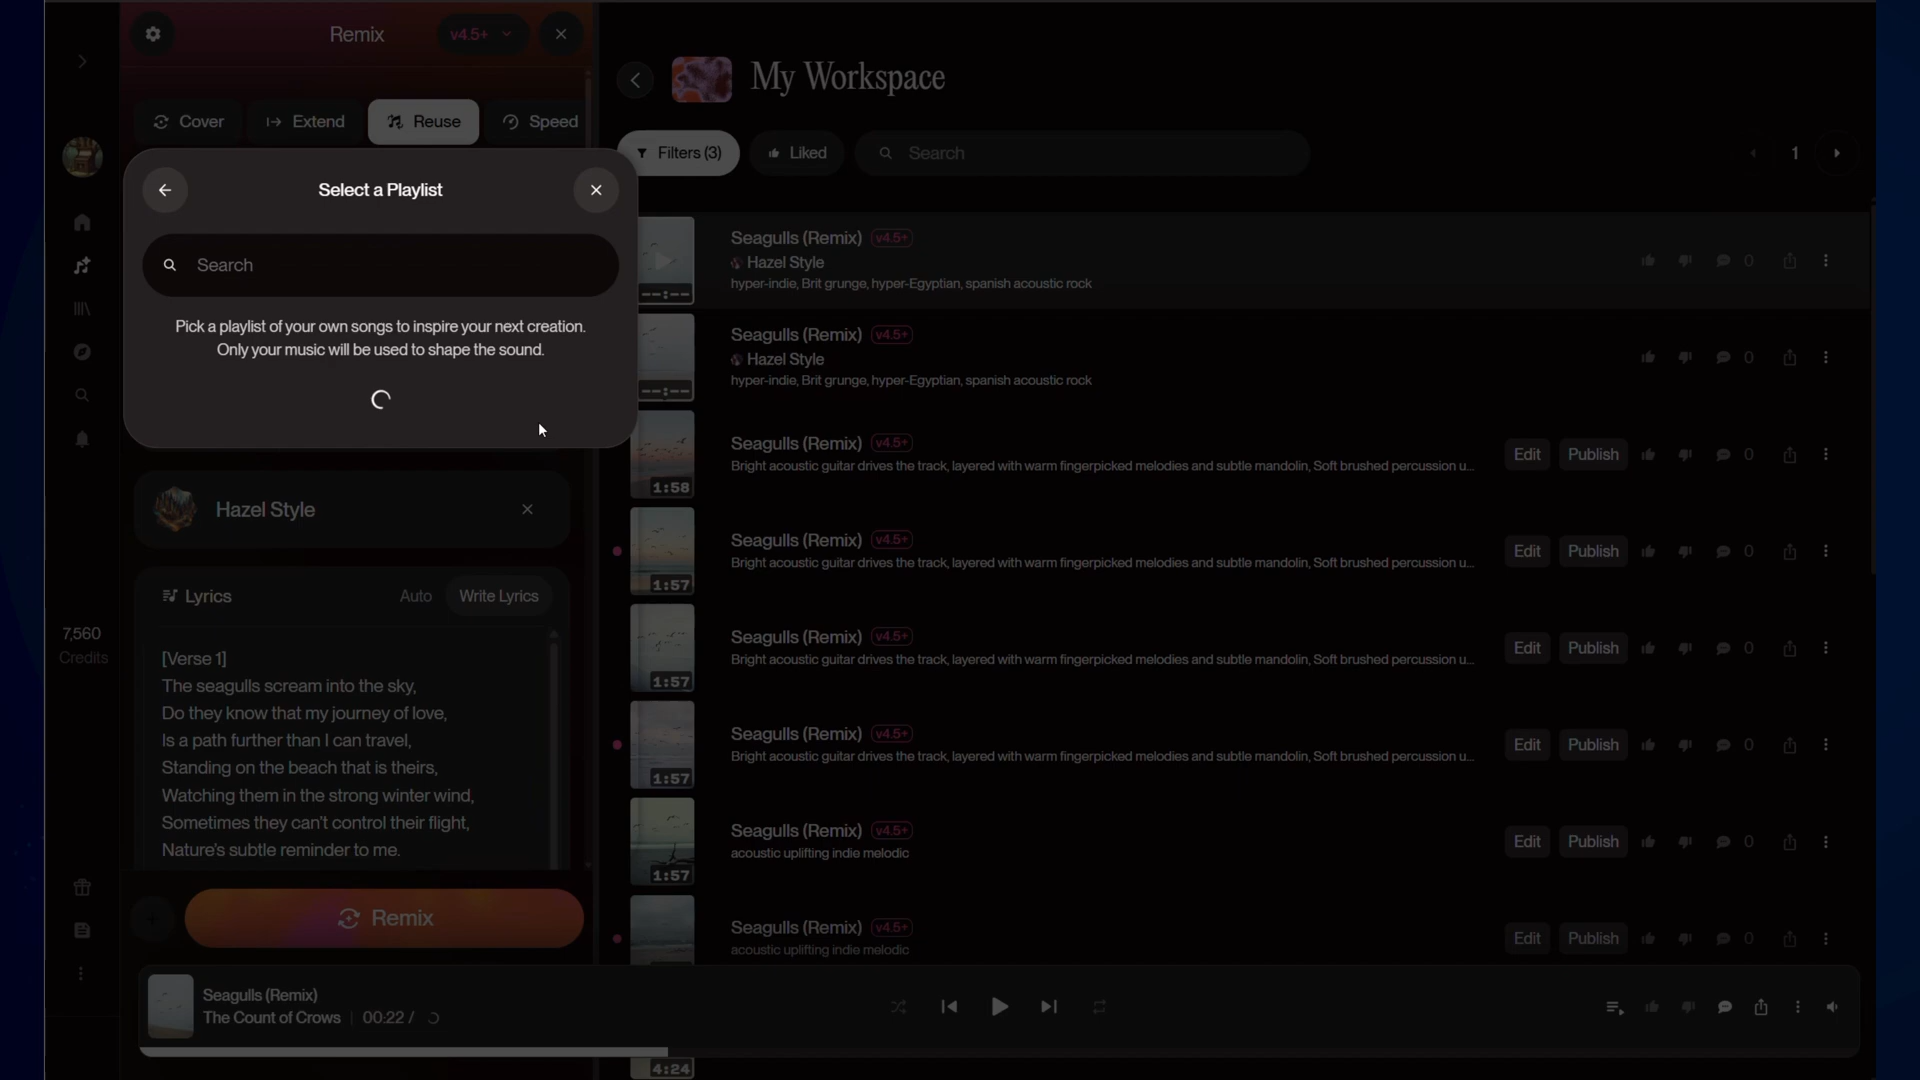 Remix
v4.5+
Cover
Extend
Reuse
Speed
Select a Playlist
Search
Pick a playlist of your own songs to inspire your next creation.
Only your music will be used to shape the sound.
Hazel Style
Lyrics
Auto
Write Lyrics
[Verse 1]
The seagulls scream into the sky,
Do they know that my journey of love,
Is a path further than I can travel,
Standing on the beach that is theirs,
Watching them in the strong winter wind,
Sometimes they can't control their flight,
Nature's subtle reminder to me.
Remix
7,560
Credits
My Workspace
Filters (3)
Liked
Search
1
Seagulls (Remix) v4.5+
Hazel Style
hyper-indie, Brit grunge, hyper-Egyptian, spanish acoustic rock
--:--
0
Seagulls (Remix) v4.5+
Hazel Style
hyper-indie, Brit grunge, hyper-Egyptian, spanish acoustic rock
--:--
0
Seagulls (Remix) v4.5+
Bright acoustic guitar drives the track, layered with warm fingerpicked melodies and subtle mandolin, Soft brushed percussion u...
1:58
Edit Publish 0
Seagulls (Remix) v4.5+
Bright acoustic guitar drives the track, layered with warm fingerpicked melodies and subtle mandolin, Soft brushed percussion u...
1:57
Edit Publish 0
Seagulls (Remix) v4.5+
Bright acoustic guitar drives the track, layered with warm fingerpicked melodies and subtle mandolin, Soft brushed percussion u...
1:57
Edit Publish 0
Seagulls (Remix) v4.5+
Bright acoustic guitar drives the track, layered with warm fingerpicked melodies and subtle mandolin, Soft brushed percussion u...
1:57
Edit Publish 0
Seagulls (Remix) v4.5+
acoustic uplifting indie melodic
1:57
Edit Publish 0
Seagulls (Remix) v4.5+
acoustic uplifting indie melodic
Edit Publish 0
Seagulls (Remix)
The Count of Crows | 00:22 /
4:24